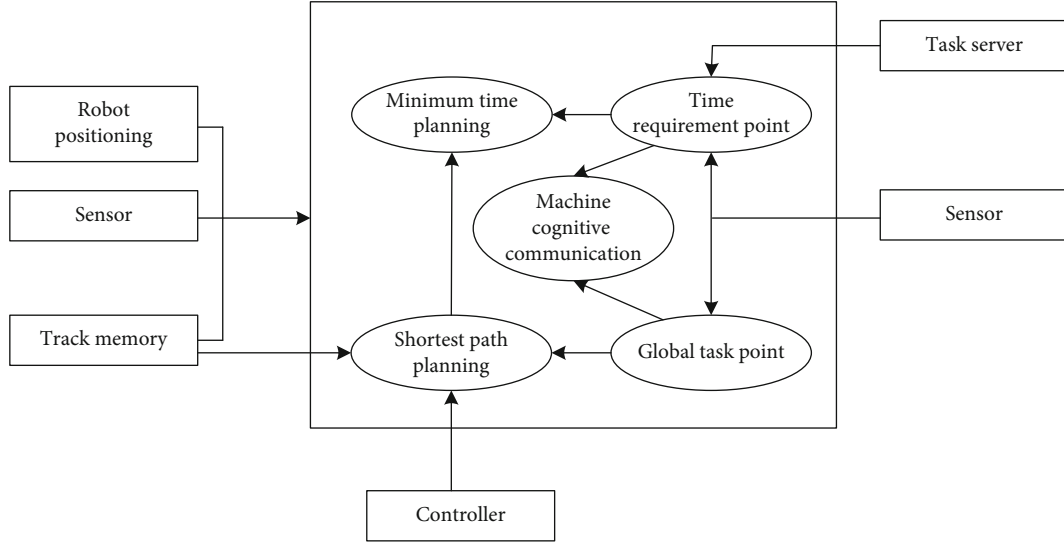 Task server
Robot
positioning
Minimum time
planning
Time
requirement point
Sensor
Machine
cognitive
communication
Sensor
Track memory
Shortest path
planning
Global task point
Controller